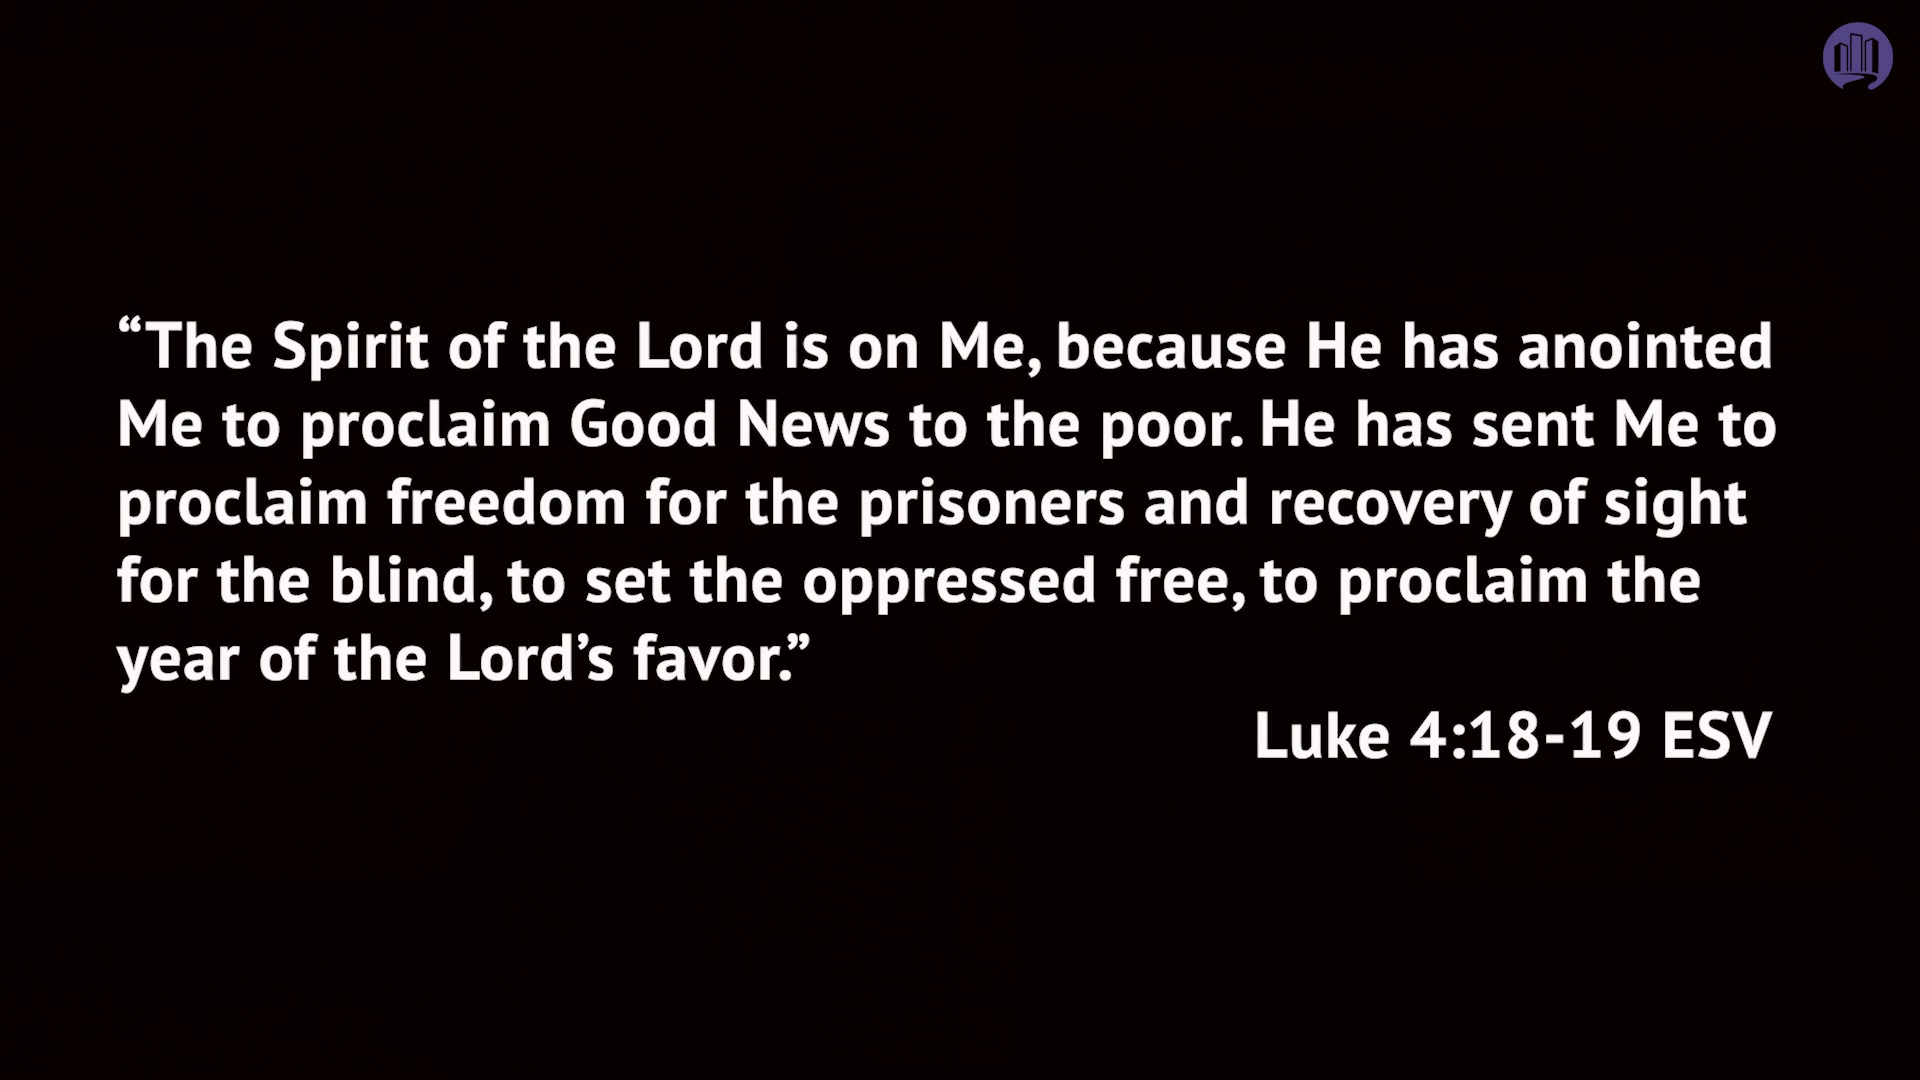 “The Spirit of the Lord is on Me, because He has anointed
Me to proclaim Good News to the poor. He has sent Me to
proclaim freedom for the prisoners and recovery of sight
for the blind, to set the oppressed free, to proclaim the
year of the Lord’s favor.”
Luke 4:18-19 ESV